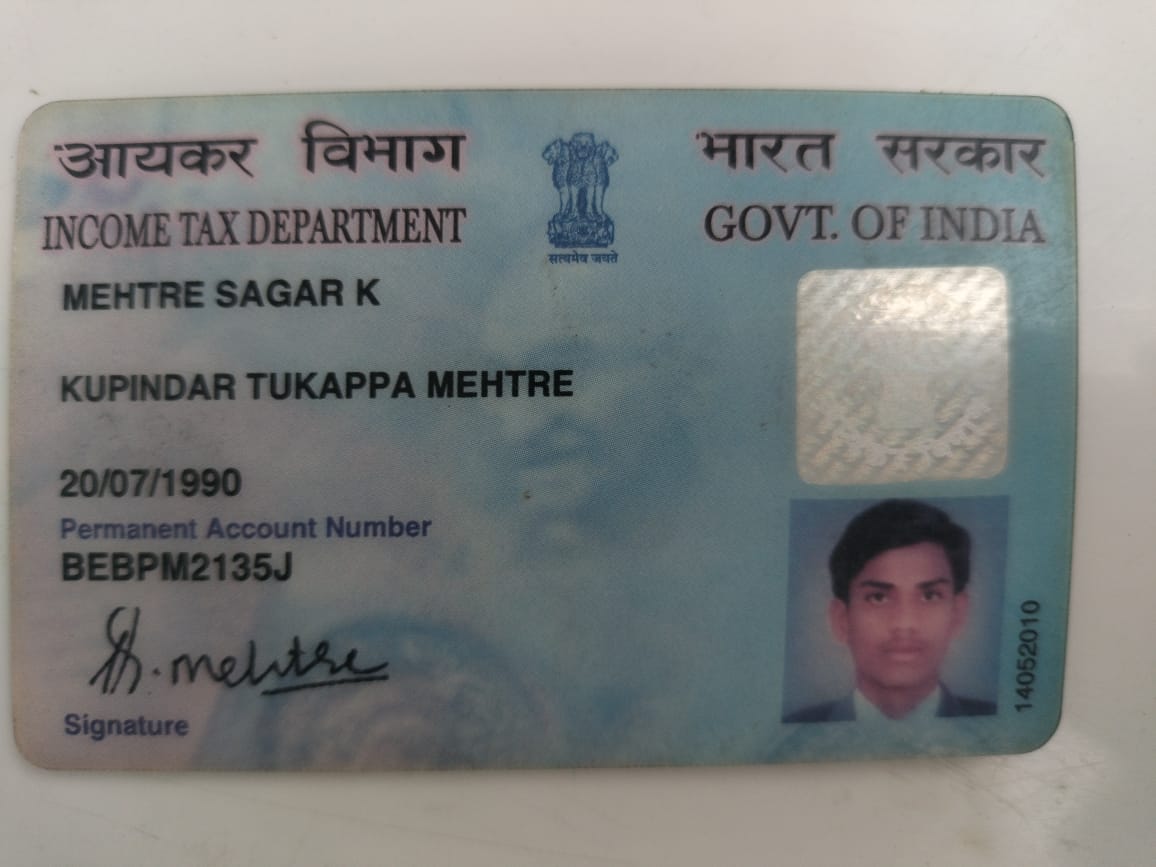 आयकर विभाग
INCOME TAX DEPARTMENT
सत्यमेव जयते
भारत सरकार
GOVT. OF INDIA
MEHTRE SAGAR K
KUPINDAR TUKAPPA MEHTRE
20/07/1990
Permanent Account Number
BEBPM2135J
Mehtre
Signature
14052010